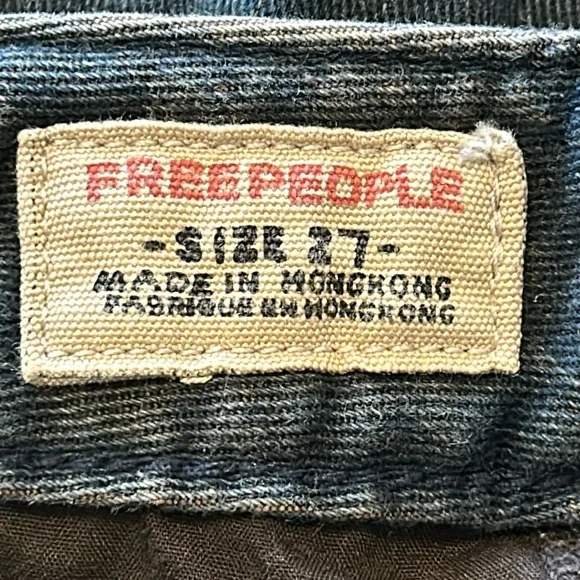 FREEPEOPLE
-SIZE 27-
MADE IN HONGKONG
FABRIQUE EN HONGKONG